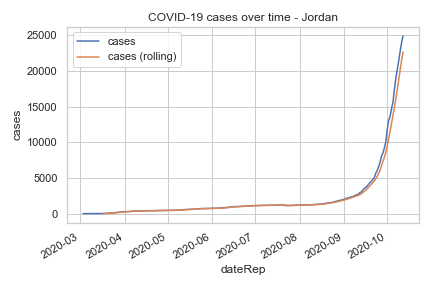 COVID-19 cases over time - Jordan
cases
cases (rolling)
25000
20000
15000
10000
5000
0
cases
2020-03
2020-04
2020-05
2020-06
2020-07
2020-08
2020-09
2020-10
dateRep